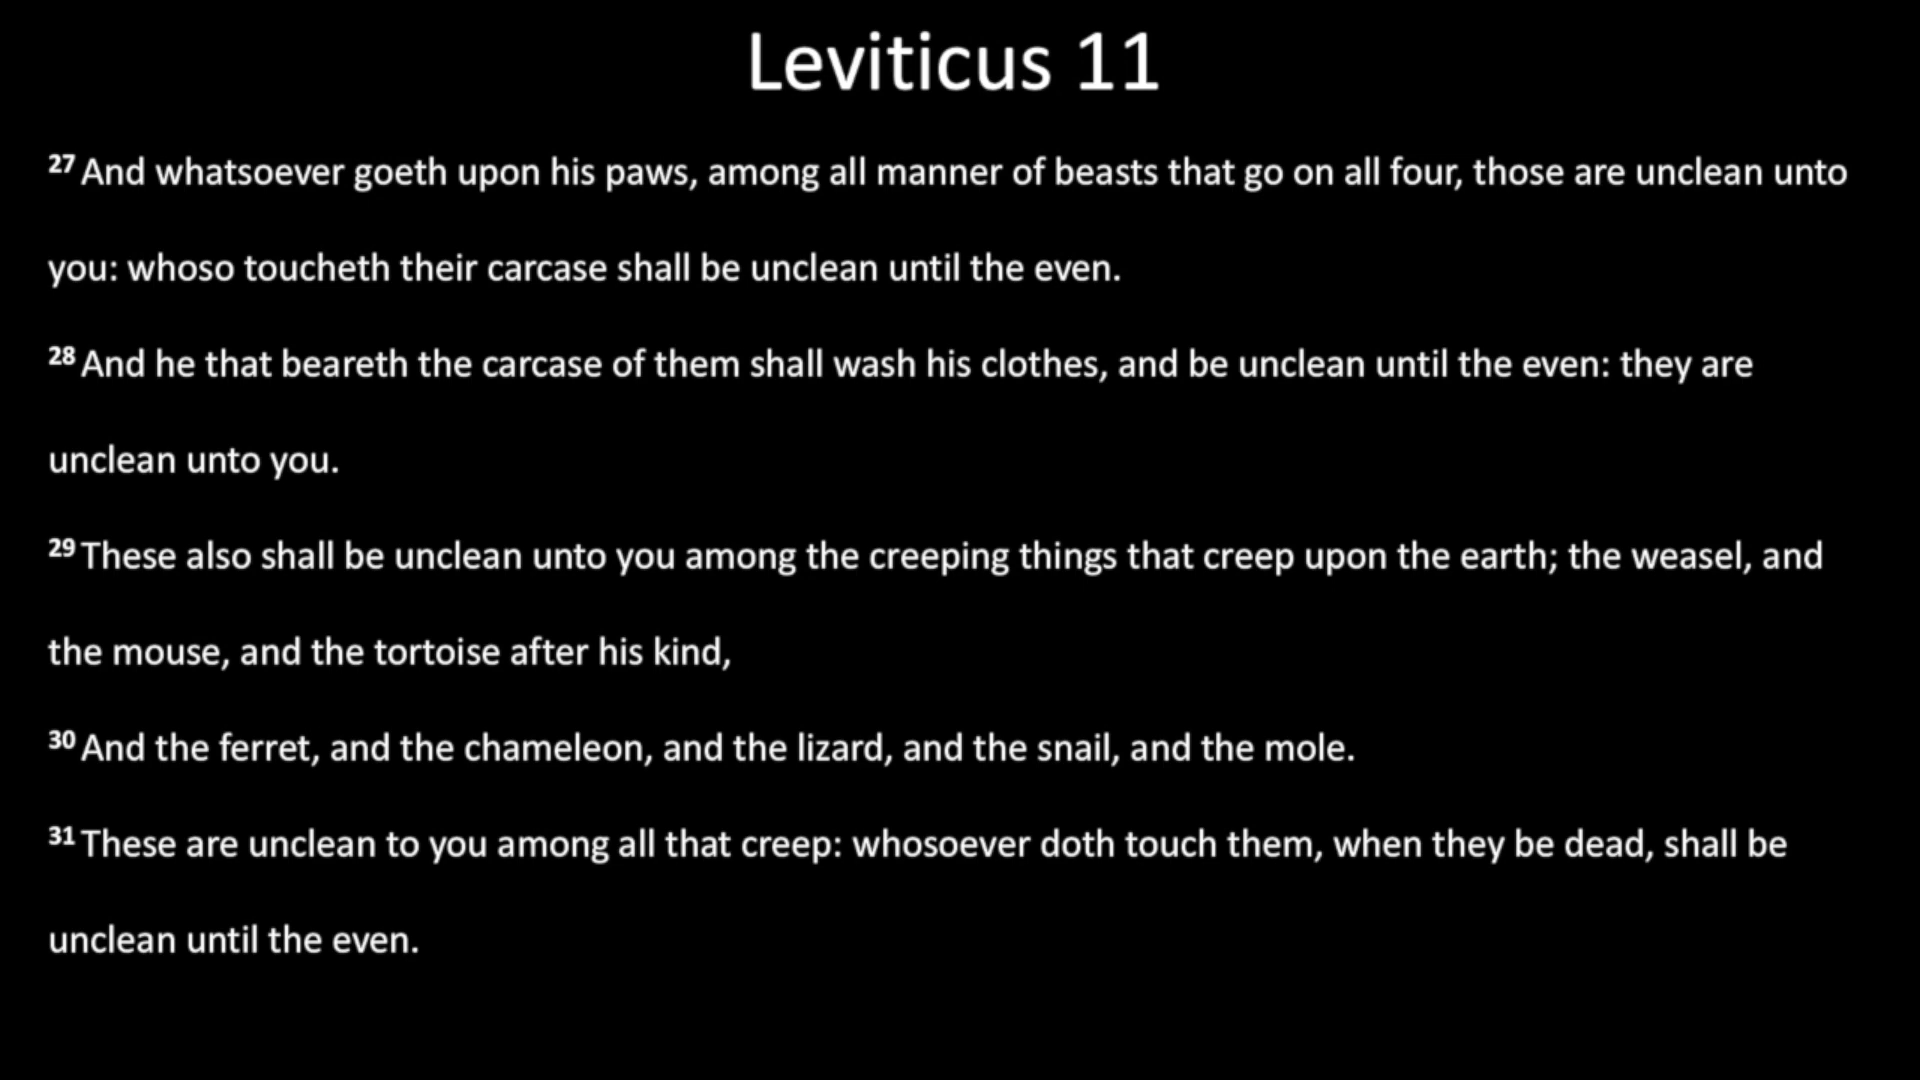 Leviticus 11
27 And whatsoever goeth upon his paws, among all manner of beasts that go on all four, those are unclean unto
you: whoso toucheth their carcase shall be unclean until the even.
28 And he that beareth the carcase of them shall wash his clothes, and be unclean until the even: they are
unclean unto you.
29 These also shall be unclean unto you among the creeping things that creep upon the earth; the weasel, and
the mouse, and the tortoise after his kind,
30 And the ferret, and the chameleon, and the lizard, and the snail, and the mole.
31 These are unclean to you among all that creep: whosoever doth touch them, when they be dead, shall be
unclean until the even.